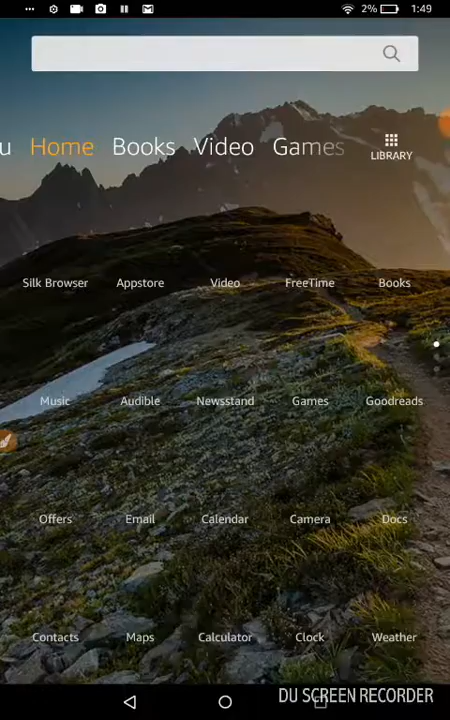 2% 1:49
u Home Books Video Games LIBRARY
Silk Browser Appstore Video FreeTime Books
Music Audible Newsstand Games Goodreads
Offers Email Calendar Camera Docs
Contacts Maps Calculator Clock Weather
DU SCREEN RECORDER